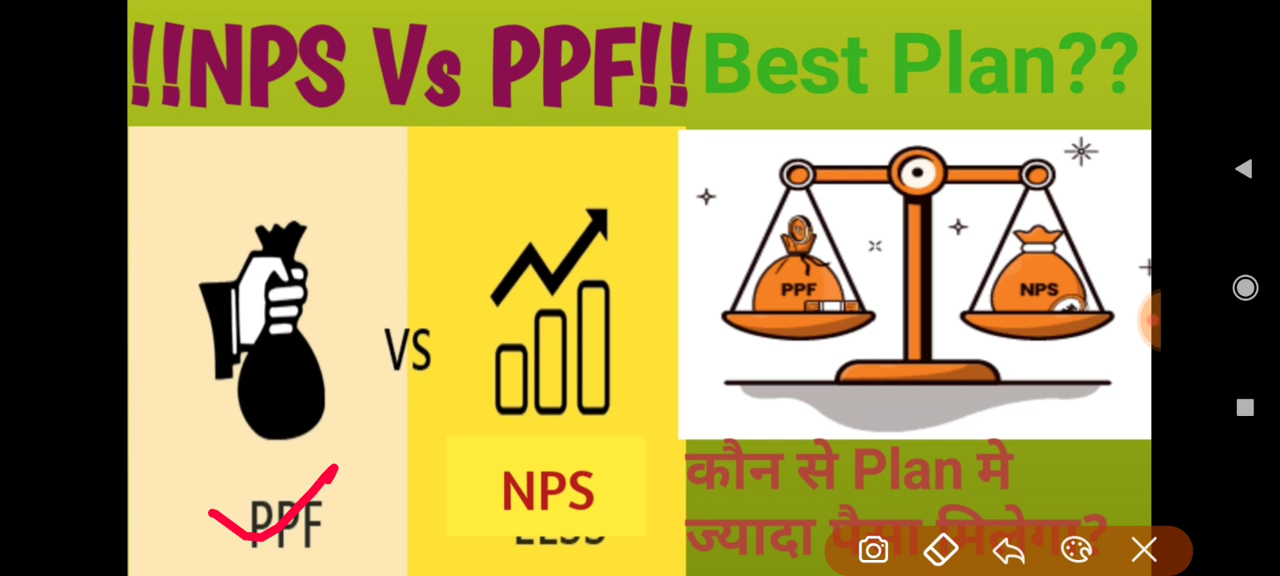 !!NPS Vs PPF!! Best Plan??
VS
PPF
NPS
PPF
NPS
कौन से Plan मे
ज्यादा पैसा मिलेगा?